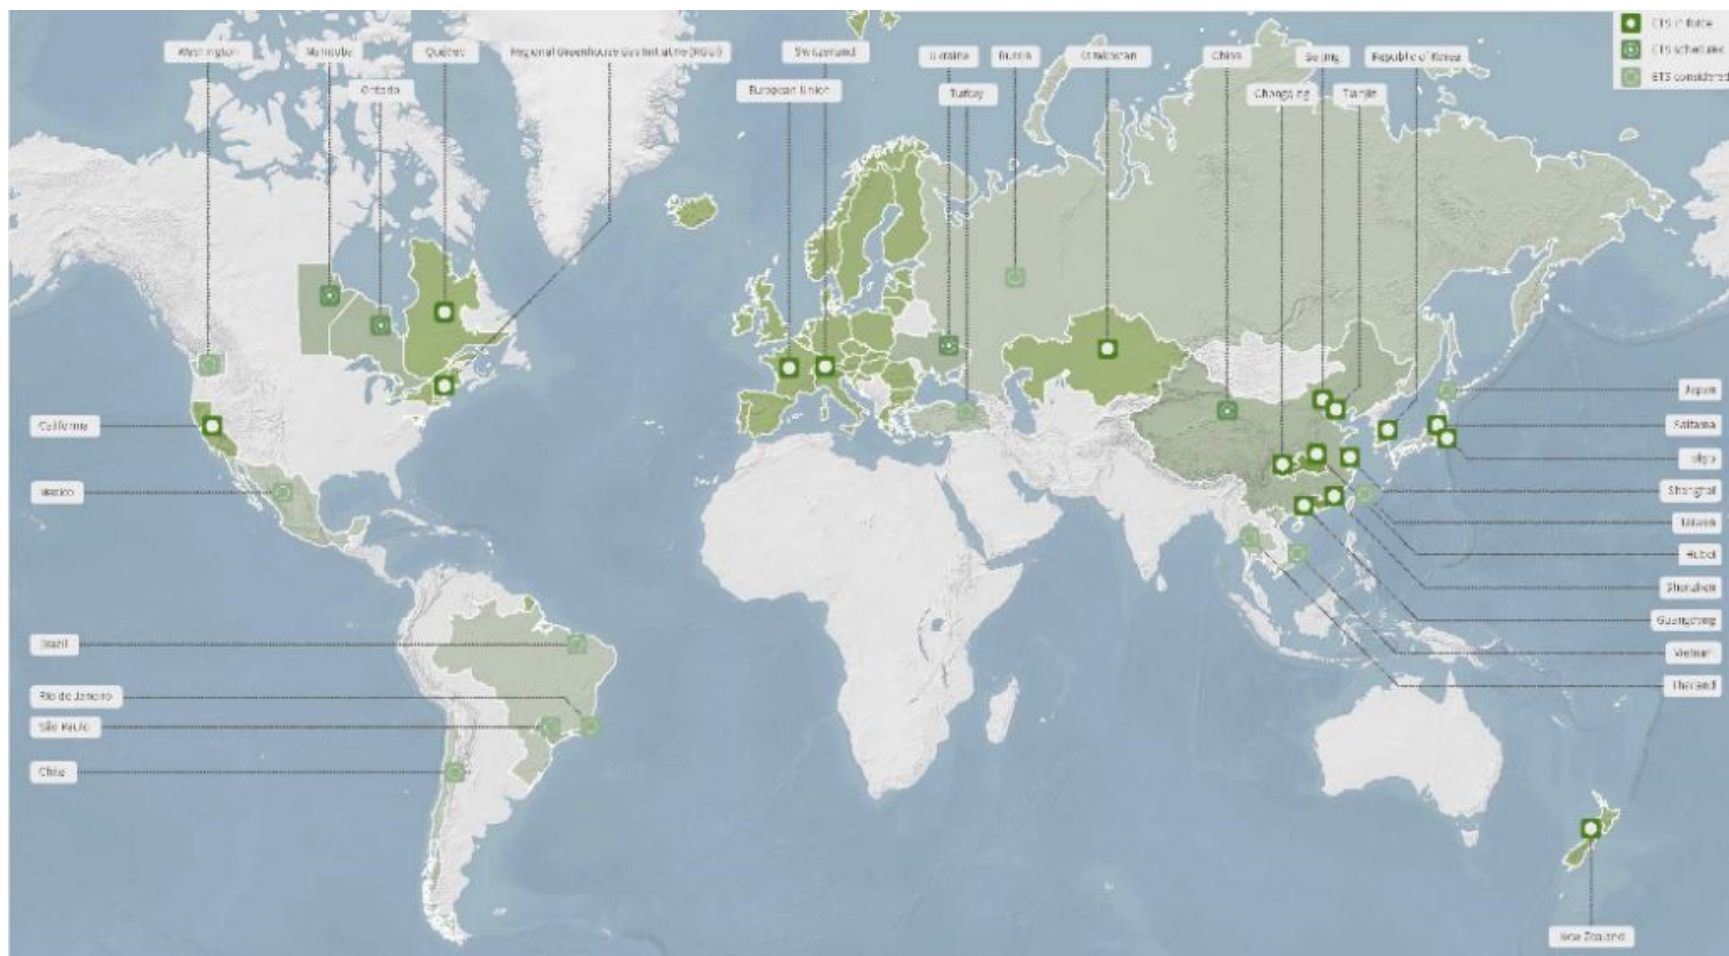 Washington
Manitoba
Québec
Regional Greenhouse Gas Initiative (RGGI)
Switzerland
Ukraine
Russia
Kazakhstan
China
Beijing
Republic of Korea
ETS in force
ETS scheduled
ETS considered
Ontario
European Union
Turkey
Chongqing
Tianjin
Japan
California
Saitama
Tokyo
Mexico
Shanghai
Taiwan
Hubei
Shenzhen
Guangdong
Brazil
Vietnam
Thailand
Rio de Janeiro
São Paulo
Chile
New Zealand